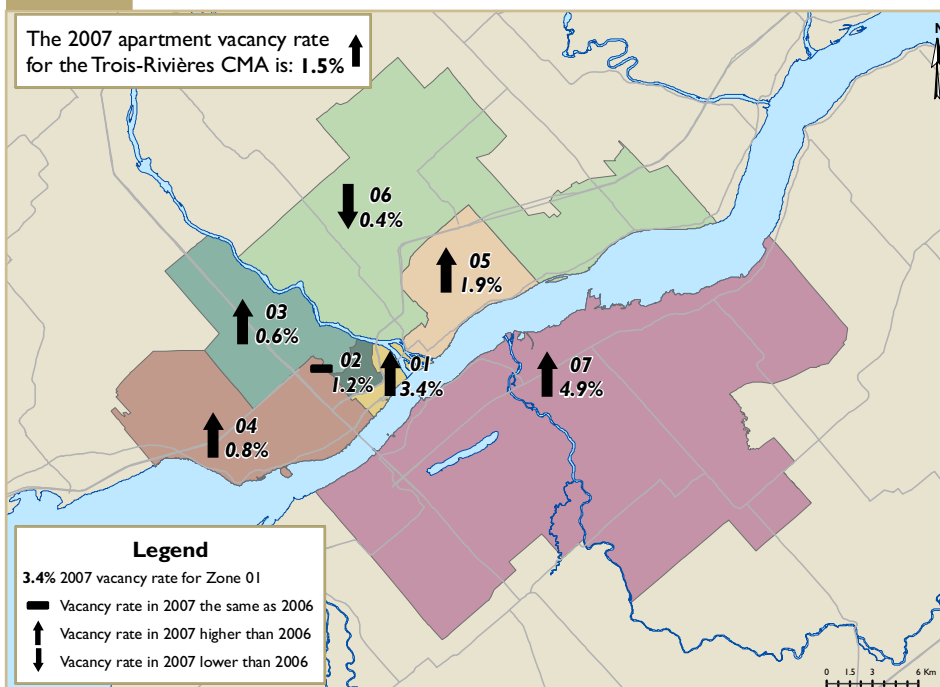 The 2007 apartment vacancy rate
for the Trois-Rivières CMA is: 1.5%
N
06
0.4%
05
1.9%
03
0.6%
02
1.2%
01
3.4%
07
4.9%
04
0.8%
Legend
3.4% 2007 vacancy rate for Zone 01
Vacancy rate in 2007 the same as 2006
Vacancy rate in 2007 higher than 2006
Vacancy rate in 2007 lower than 2006
0 1.5 3 6 Km